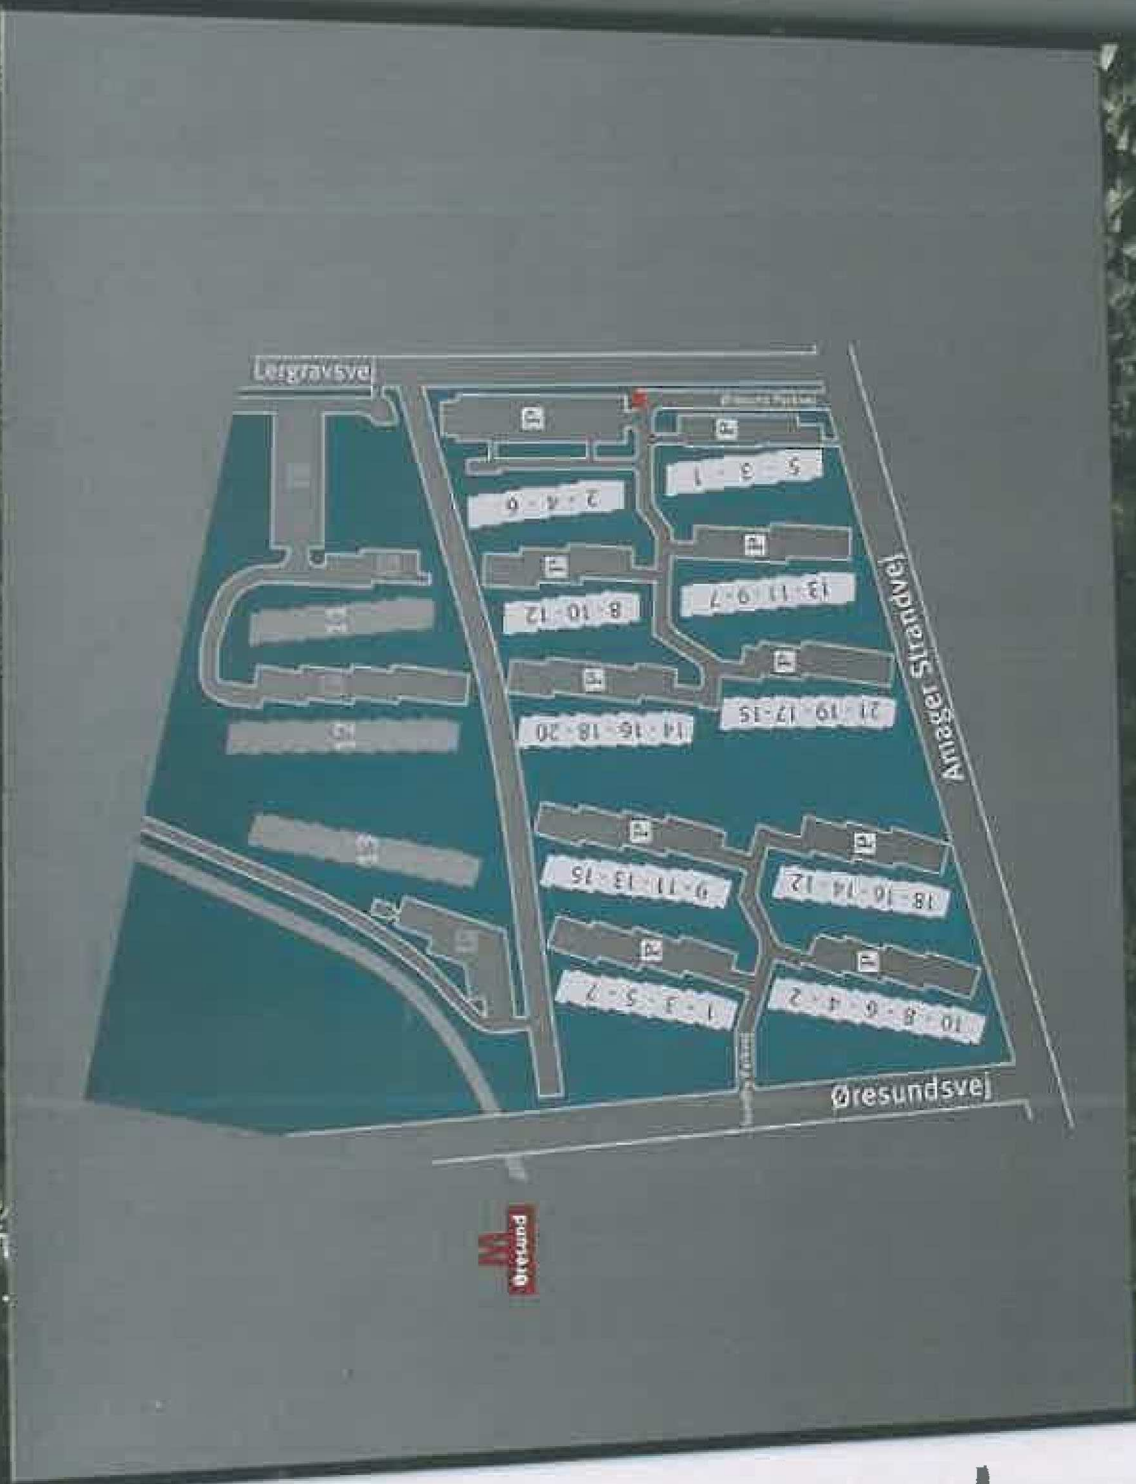 Lergravsvej
P
Øresund Parkvej
P
5 - 3 - 1
2 - 4 - 6
P
P
13 - 11 - 9 - 7
8 - 10 - 12
Amager Strandvej
P
P
21 - 19 - 17 - 15
14 - 16 - 18 - 20
P
P
9 - 11 - 13 - 15
18 - 16 - 14 - 12
P
P
1 - 3 - 5 - 7
10 - 8 - 6 - 4 - 2
Øresundsvej
M
Øresund